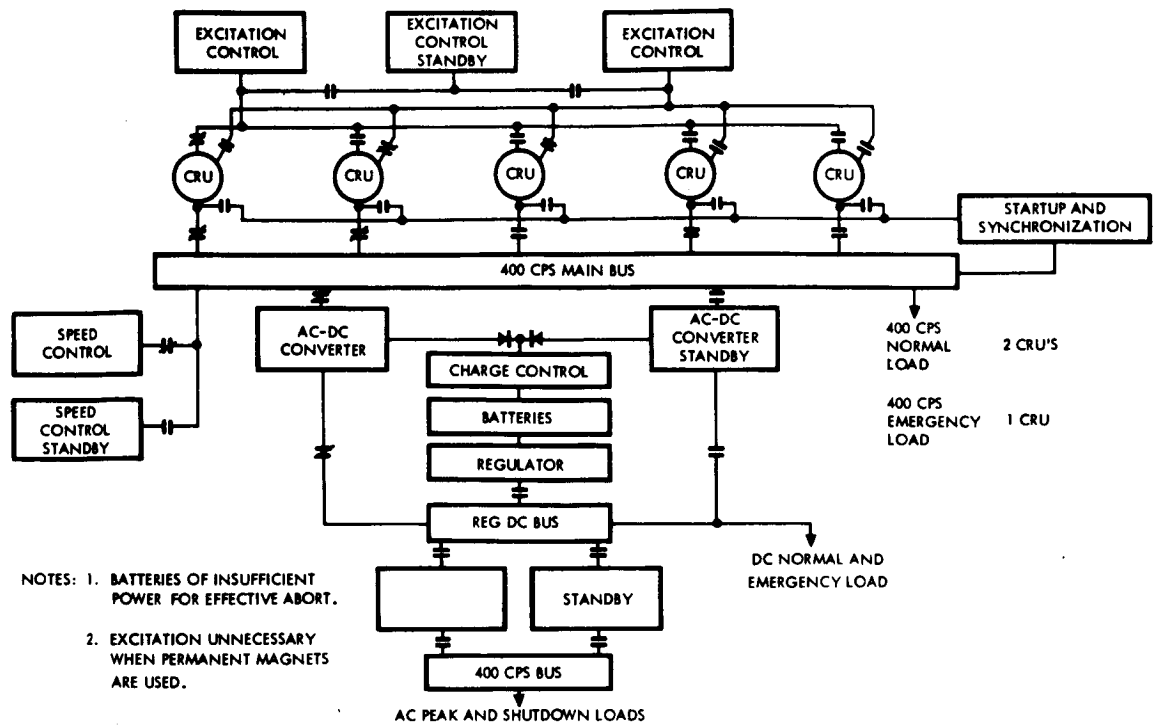 EXCITATION
CONTROL
EXCITATION
CONTROL
STANDBY
EXCITATION
CONTROL
CRU
CRU
CRU
CRU
CRU
STARTUP AND
SYNCHRONIZATION
400 CPS MAIN BUS
SPEED
CONTROL
SPEED
CONTROL
STANDBY
AC-DC
CONVERTER
AC-DC
CONVERTER
STANDBY
CHARGE CONTROL
BATTERIES
REGULATOR
REG DC BUS
400 CPS
NORMAL
LOAD
2 CRU'S
400 CPS
EMERGENCY
LOAD
1 CRU
DC NORMAL AND
EMERGENCY LOAD
STANDBY
400 CPS BUS
AC PEAK AND SHUTDOWN LOADS
NOTES: 1. BATTERIES OF INSUFFICIENT
POWER FOR EFFECTIVE ABORT.
2. EXCITATION UNNECESSARY
WHEN PERMANENT MAGNETS
ARE USED.